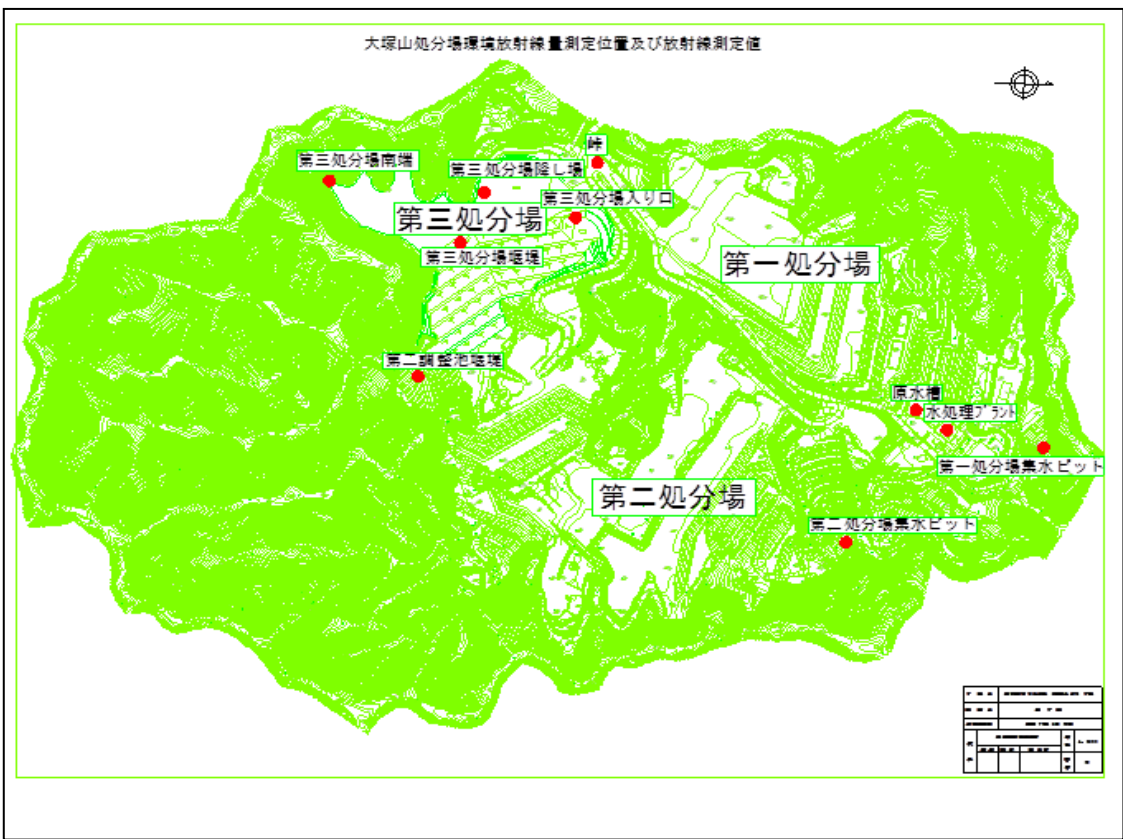 大塚山処分場環境放射線量測定位置及び放射線測定値
峠
第三処分場南端
第三処分場降し場
第三処分場入り口
第三処分場
第三処分場堰堤
第一処分場
第二調整池堰堤
原水槽
水処理プラント
第一処分場集水ピット
第二処分場
第二処分場集水ピット